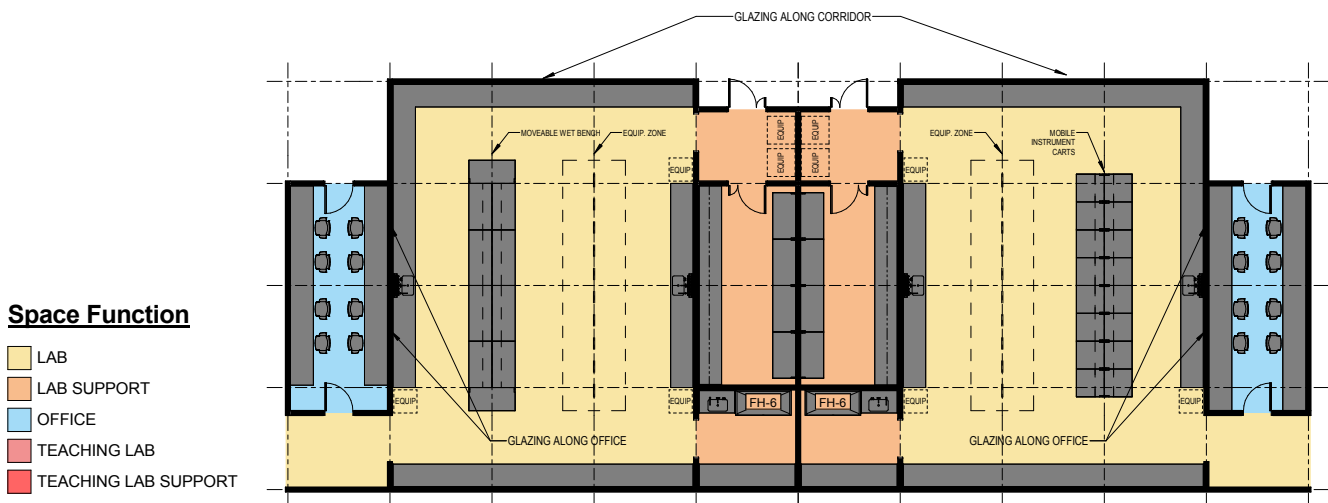 GLAZING ALONG CORRIDOR
MOVEABLE WET BENCH
EQUIP. ZONE
EQUIP
EQUIP
EQUIP
EQUIP
EQUIP. ZONE
MOBILE
INSTRUMENT
CARTS
EQUIP
EQUIP
Space Function
LAB
LAB SUPPORT
OFFICE
TEACHING LAB
TEACHING LAB SUPPORT
EQUIP
EQUIP
FH-6
FH-6
EQUIP
EQUIP
GLAZING ALONG OFFICE
GLAZING ALONG OFFICE